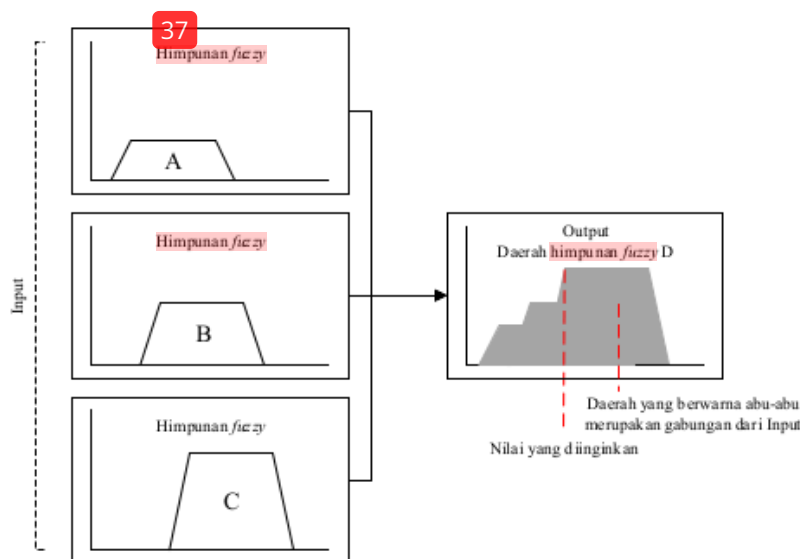 37
Himpunan fuzzy
A
Himpunan fuzzy
B
Himpunan fuzzy
C
Input
Output
Daerah himpunan fuzzy D
Daerah yang berwarna abu-abu
merupakan gabungan dari Input
Nilai yang diinginkan